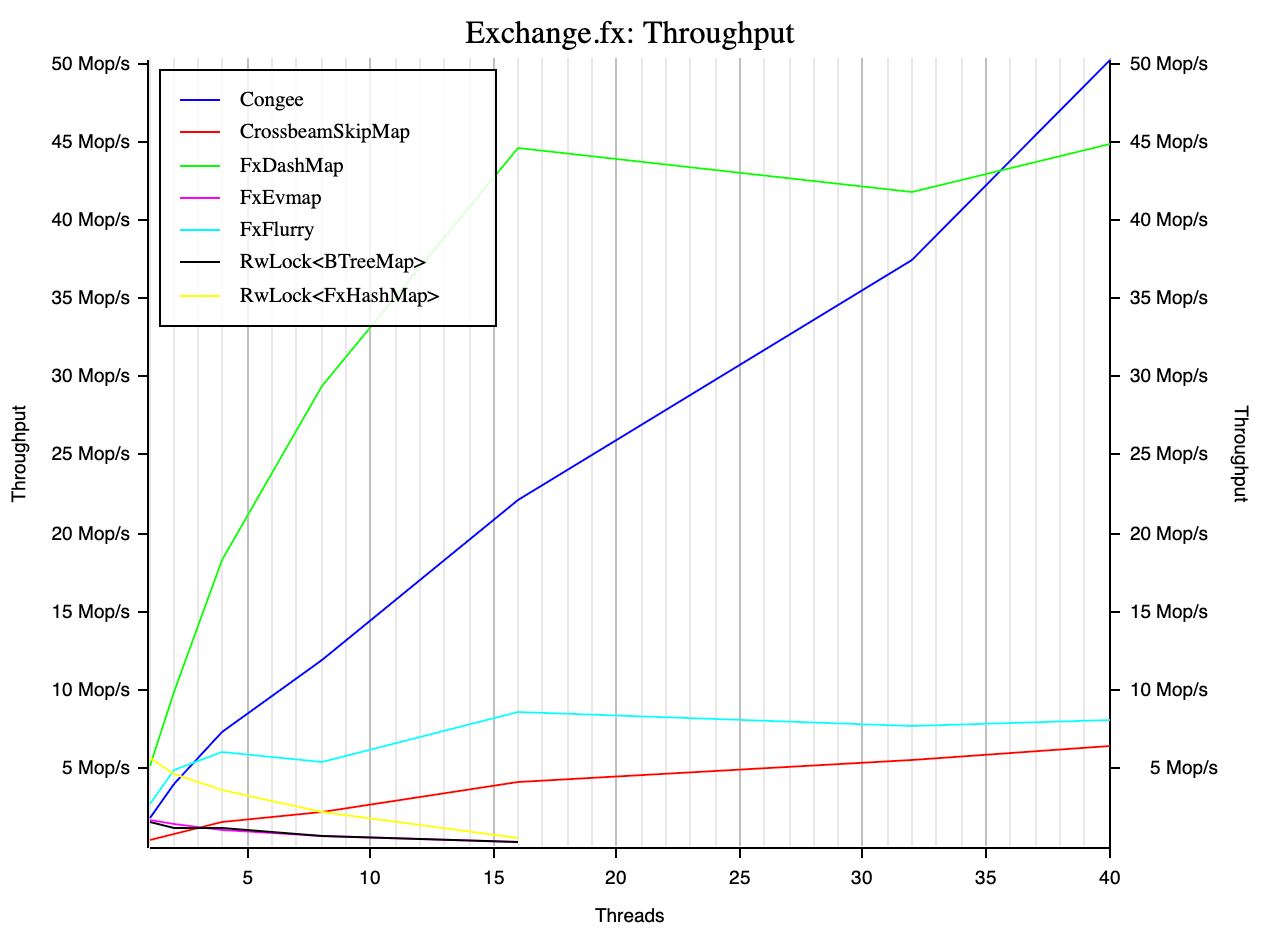 Exchange.fx: Throughput
50 Mop/s
45 Mop/s
40 Mop/s
35 Mop/s
30 Mop/s
25 Mop/s
20 Mop/s
15 Mop/s
10 Mop/s
5 Mop/s
Throughput
Congee
CrossbeamSkipMap
FxDashMap
FxEvmap
FxFlurry
RwLock<BTreeMap>
RwLock<FxHashMap>
50 Mop/s
45 Mop/s
40 Mop/s
35 Mop/s
30 Mop/s
25 Mop/s
20 Mop/s
15 Mop/s
10 Mop/s
5 Mop/s
Throughput
5 10 15 20 25 30 35 40
Threads